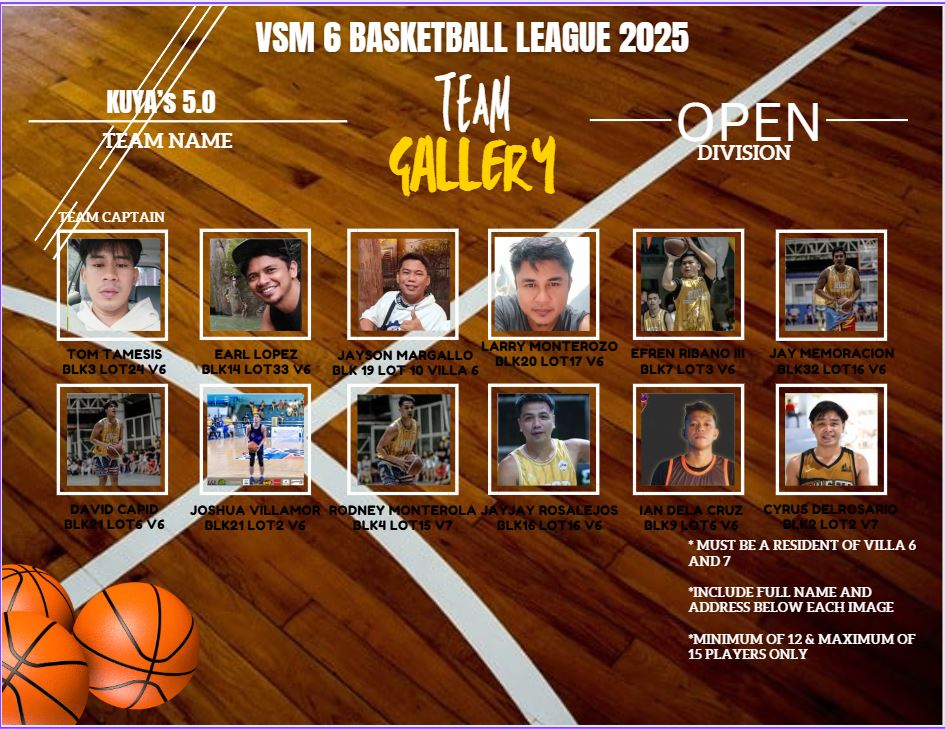 VSM 6 BASKETBALL LEAGUE 2025
KUYA's 5.0
TEAM NAME
TEAM
GALLERY
OPEN
DIVISION
TEAM CAPTAIN
TOM TAMESIS
BLK3 LOT24 V6
EARL LOPEZ
BLK14 LOT33 V6
JAYSON MARGALLO
BLK 19 LOT 10 VILLA 6
LARRY MONTEROZO
BLK20 LOT17 V6
EFREN RIBANO III
BLK7 LOT3 V6
JAY MEMORACION
BLK32 LOT16 V6
DAVID CAPID
BLK21 LOT6 V6
JOSHUA VILLAMOR
BLK21 LOT2 V6
RODNEY MONTEROLA
BLK4 LOT15 V7
JAYJAY ROSALEJOS
BLK16 LOT16 V6
IAN DELA CRUZ
BLK9 LOT6 V6
CYRUS DELROSARIO
BLK2 LOT2 V7
* MUST BE A RESIDENT OF VILLA 6
AND 7
*INCLUDE FULL NAME AND
ADDRESS BELOW EACH IMAGE
*MINIMUM OF 12 & MAXIMUM OF
15 PLAYERS ONLY